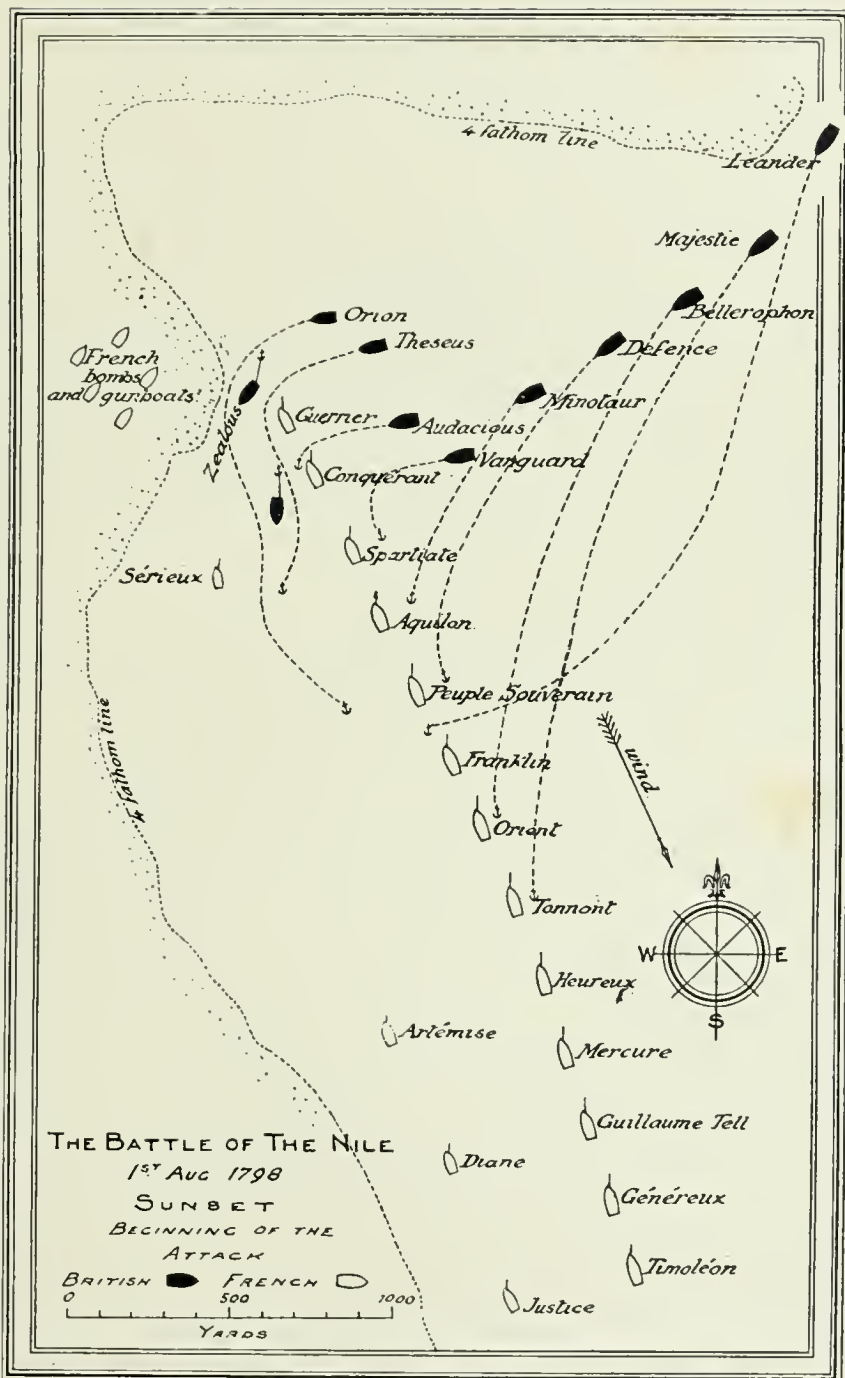 4 fathom line
Leander
Majestic
Orion
Bellerophon
Theseus
Defence
French
bombs
and gunboats
Minotaur
Guerrier
Audacious
Zealous
Vanguard
Conquérant
Spartiate
Sérieux
Aquilon
Peuple Souverain
4 fathom line
wind
Franklin
Orient
Tonnont
W E
S
Heureux
Artémise
Mercure
Guillaume Tell
THE BATTLE OF THE NILE
1ST AUG 1798
Diane
SUNSET
Généreux
BEGINNING OF THE
ATTACK
Timoléon
BRITISH FRENCH
0 500 1000
YARDS
Justice